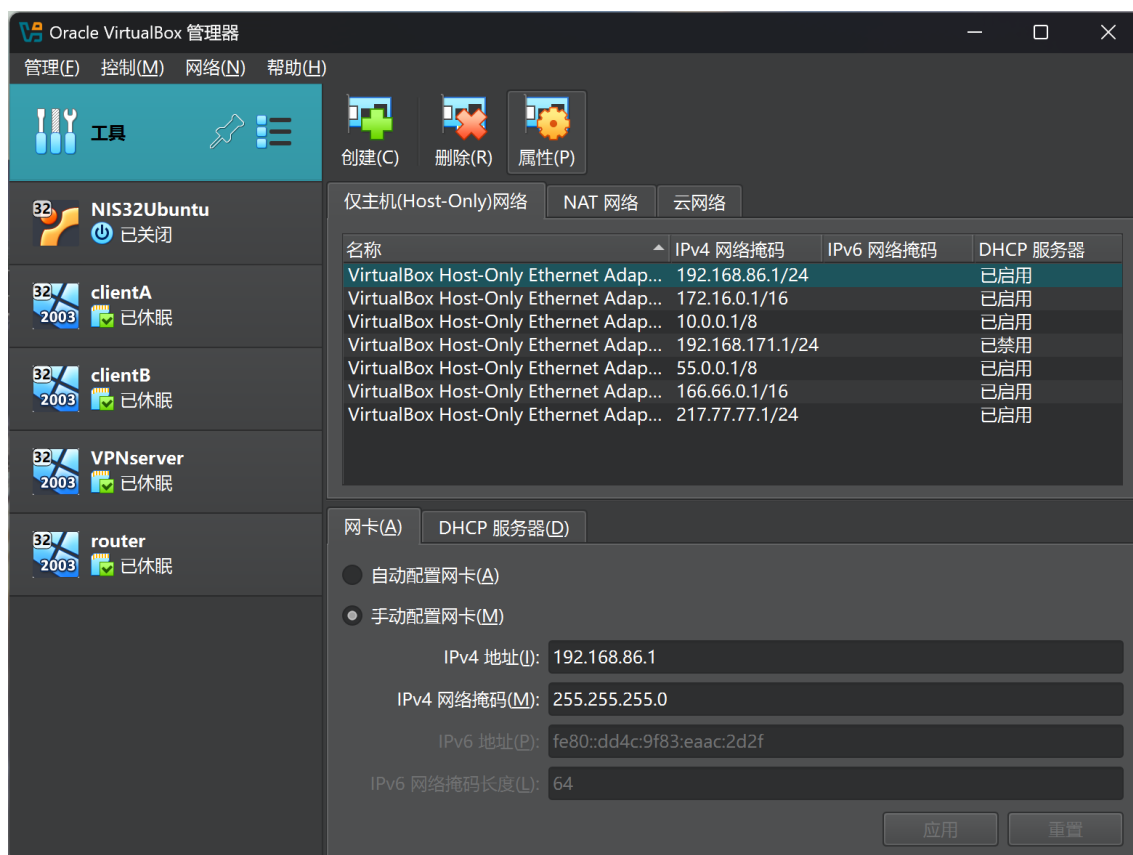 Oracle VirtualBox 管理器
管理(F) 控制(M) 网络(N) 帮助(H)
工具
创建(C) 删除(R) 属性(P)
32 NIS32Ubuntu
已关闭
32 2003 clientA
已休眠
32 2003 clientB
已休眠
32 2003 VPNserver
已休眠
32 2003 router
已休眠
仅主机(Host-Only)网络 NAT 网络 云网络
名称 IPv4 网络掩码 IPv6 网络掩码 DHCP 服务器
VirtualBox Host-Only Ethernet Adap... 192.168.86.1/24 已启用
VirtualBox Host-Only Ethernet Adap... 172.16.0.1/16 已启用
VirtualBox Host-Only Ethernet Adap... 10.0.0.1/8 已启用
VirtualBox Host-Only Ethernet Adap... 192.168.171.1/24 已禁用
VirtualBox Host-Only Ethernet Adap... 55.0.0.1/8 已启用
VirtualBox Host-Only Ethernet Adap... 166.66.0.1/16 已启用
VirtualBox Host-Only Ethernet Adap... 217.77.77.1/24 已启用
网卡(A) DHCP 服务器(D)
自动配置网卡(A)
手动配置网卡(M)
IPv4 地址(I): 192.168.86.1
IPv4 网络掩码(M): 255.255.255.0
IPv6 地址(P): fe80::dd4c:9f83:eaac:2d2f
IPv6 网络掩码长度(L): 64
应用 重置